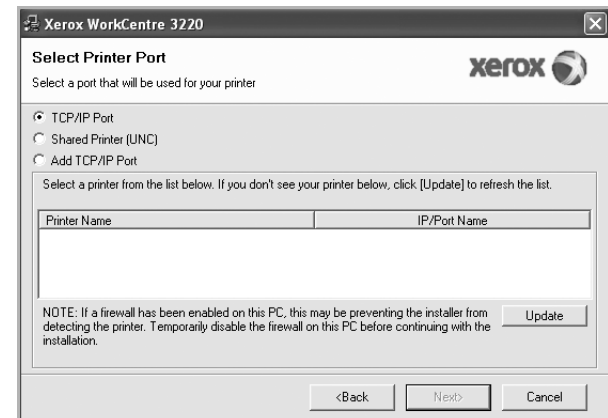 Xerox WorkCentre 3220
Select Printer Port
Select a port that will be used for your printer
xerox
TCP/IP Port
Shared Printer (UNC)
Add TCP/IP Port
Select a printer from the list below. If you don't see your printer below, click [Update] to refresh the list.
Printer Name IP/Port Name
NOTE: If a firewall has been enabled on this PC, this may be preventing the installer from
detecting the printer. Temporarily disable the firewall on this PC before continuing with the
installation.
Update
<Back Next> Cancel